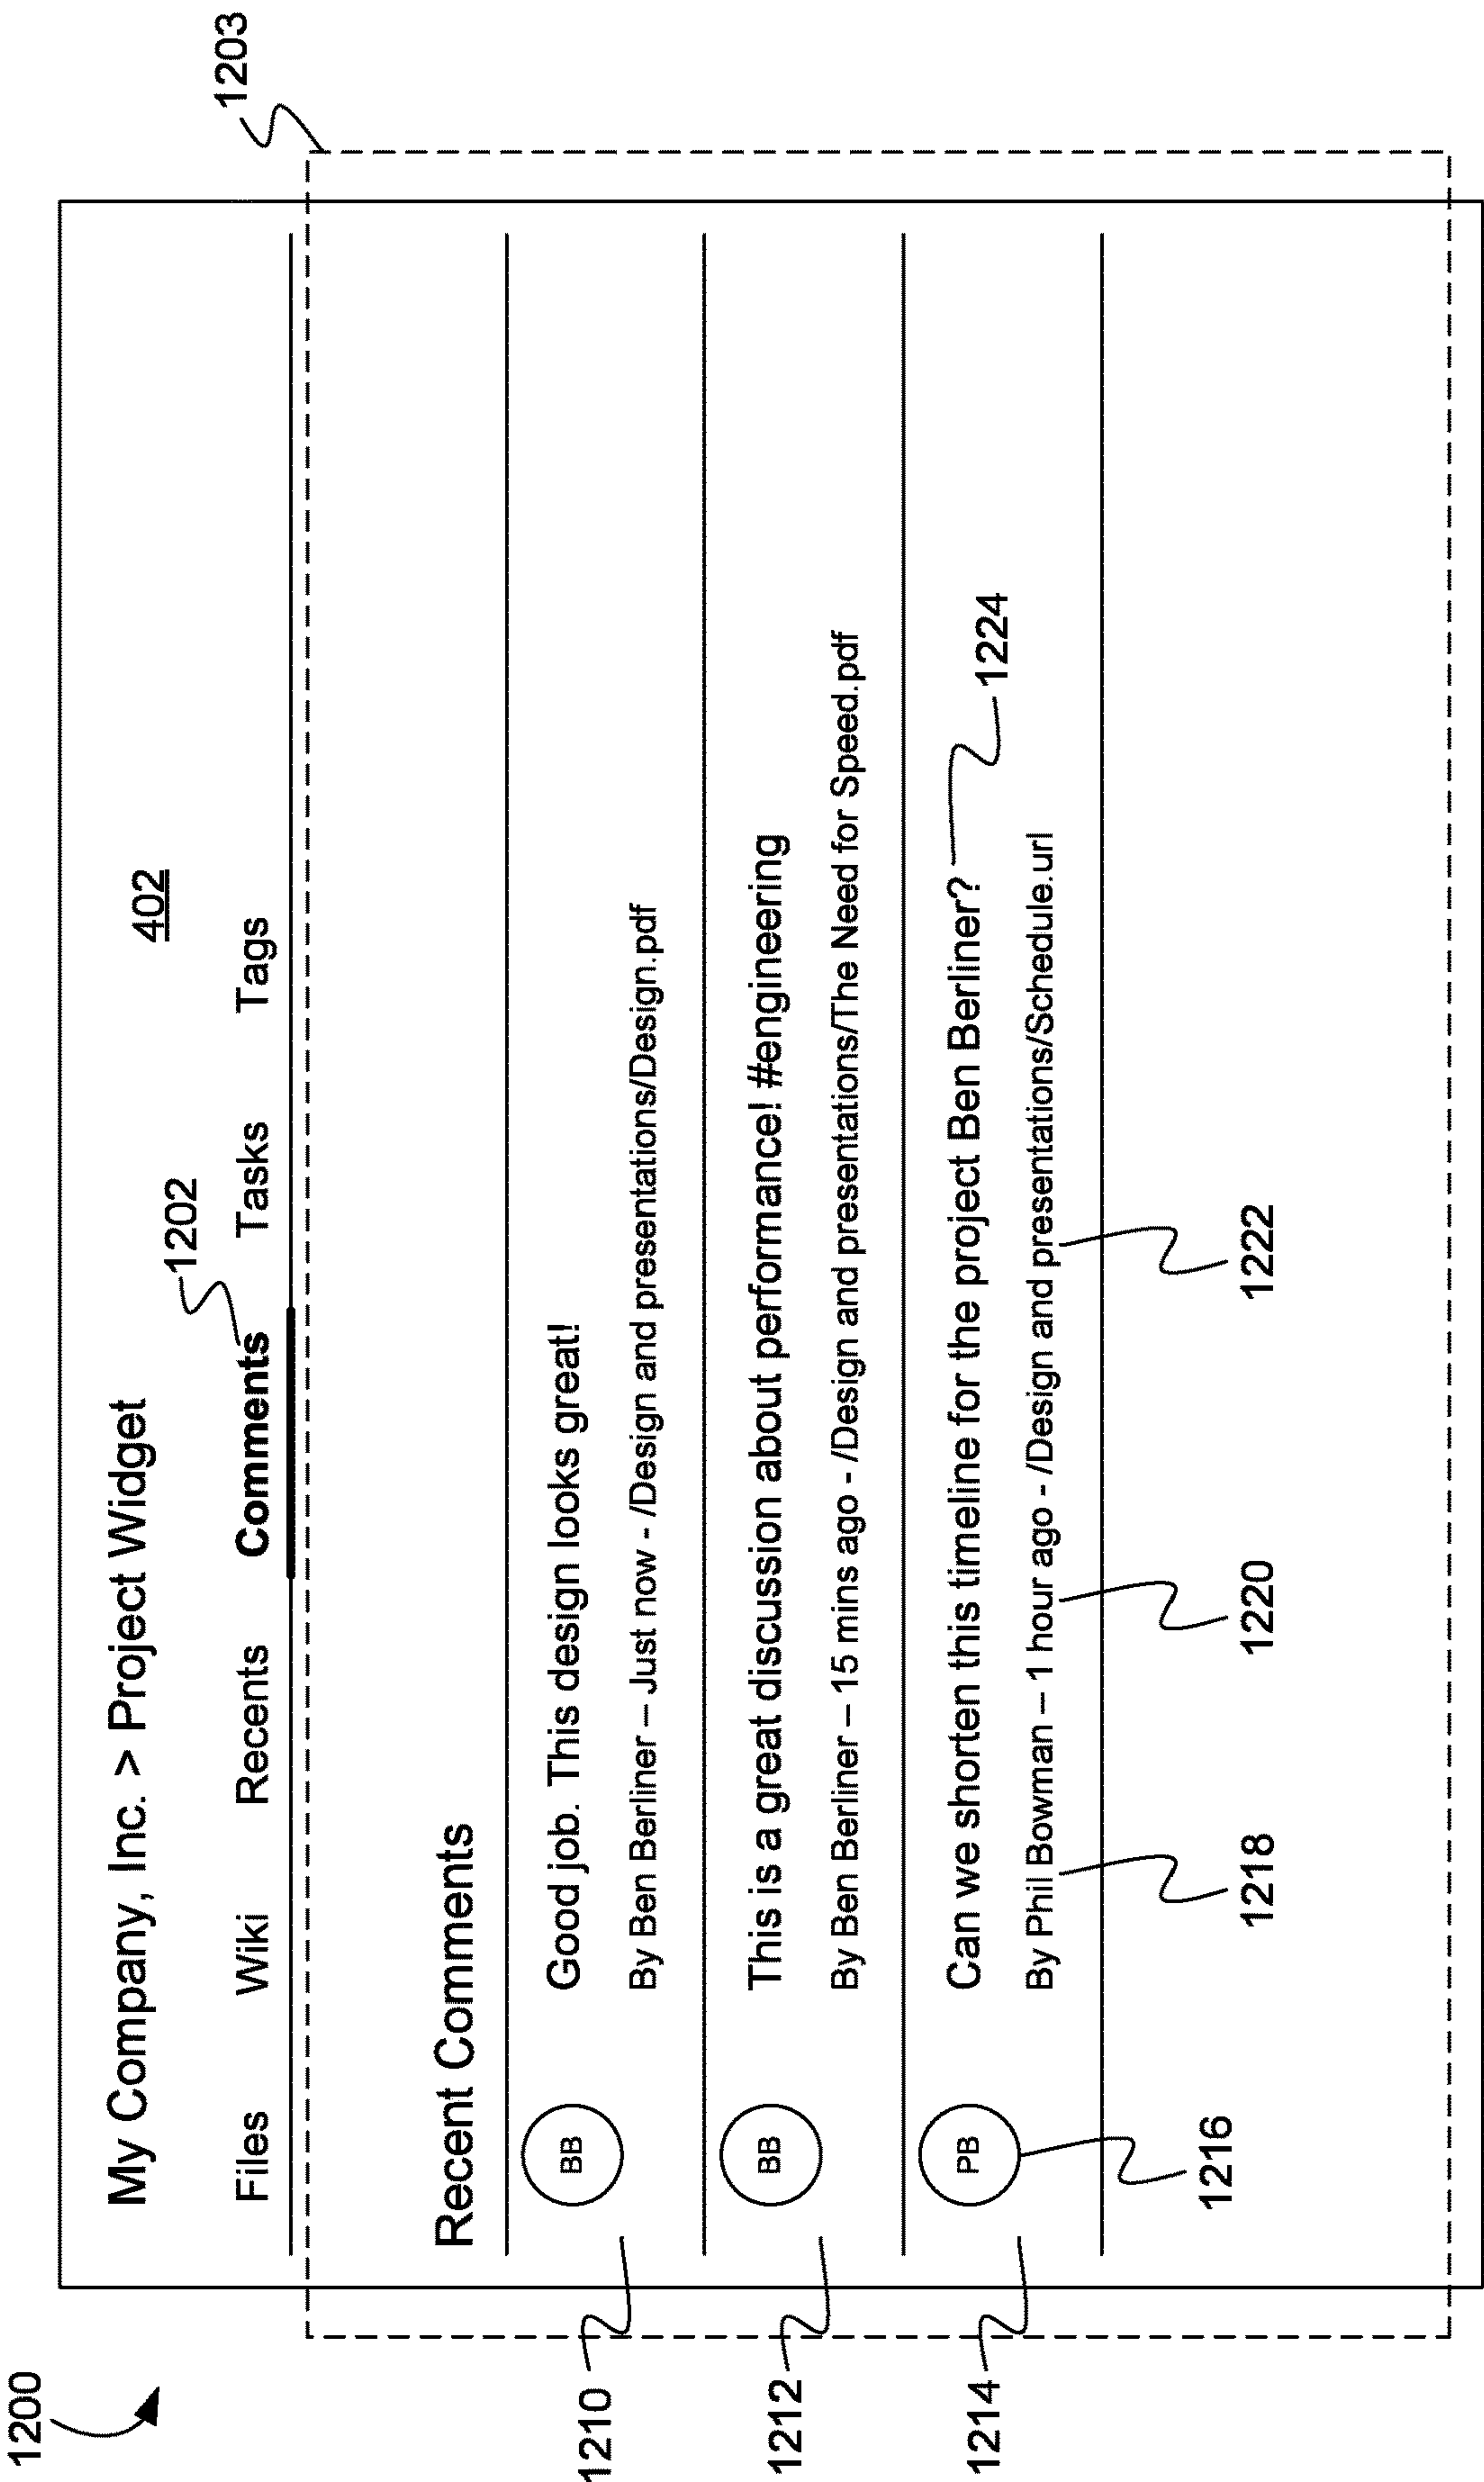 1200
1203
My Company, Inc. > Project Widget
402
1202
Files Wiki Recents Comments Tasks Tags
Recent Comments
1210
BB
Good job. This design looks great!
By Ben Berliner – Just now - /Design and presentations/Design.pdf
1212
BB
This is a great discussion about performance! #engineering
By Ben Berliner – 15 mins ago - /Design and presentations/The Need for Speed.pdf
1214
PB
Can we shorten this timeline for the project Ben Berliner?
1224
By Phil Bowman – 1 hour ago - /Design and presentations/Schedule.url
1216
1218
1220
1222